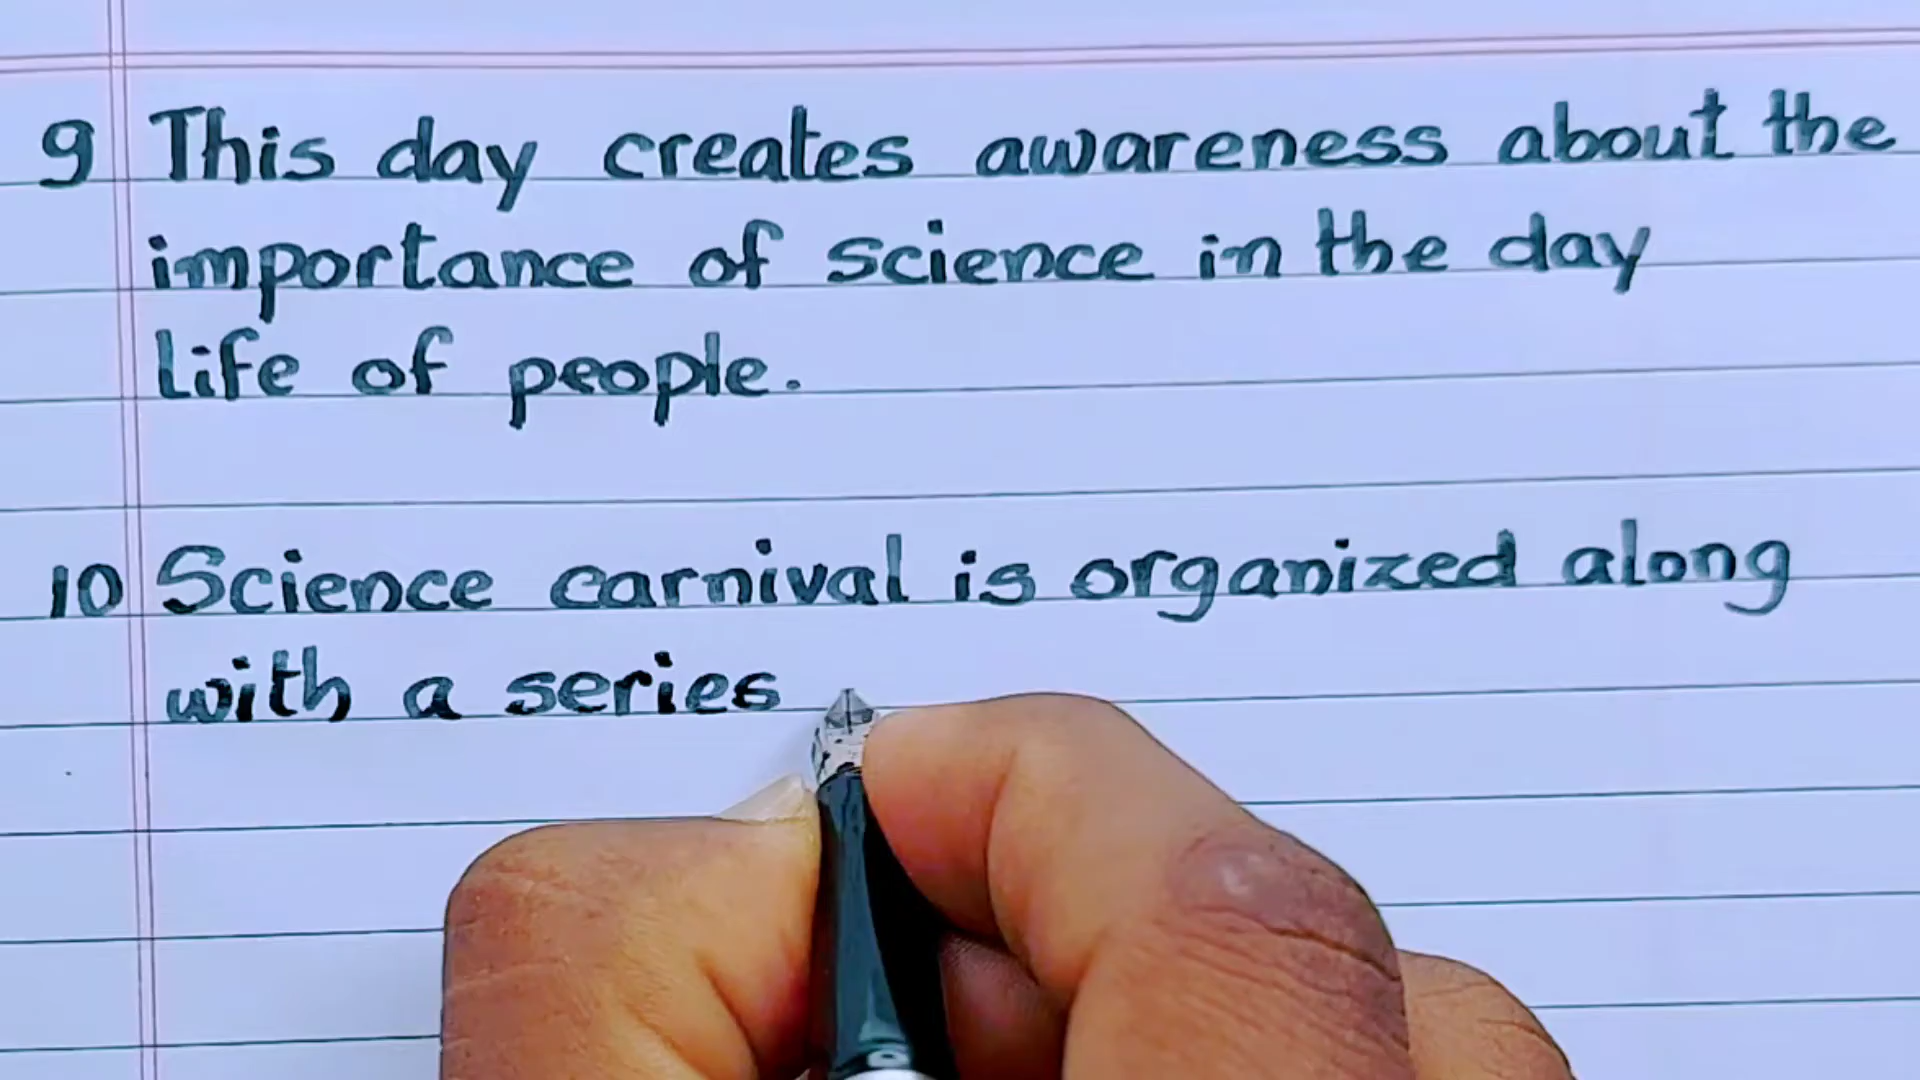 9 This day creates awareness about the
importance of science in the day
life of people.
10 Science carnival is organized along
with a series